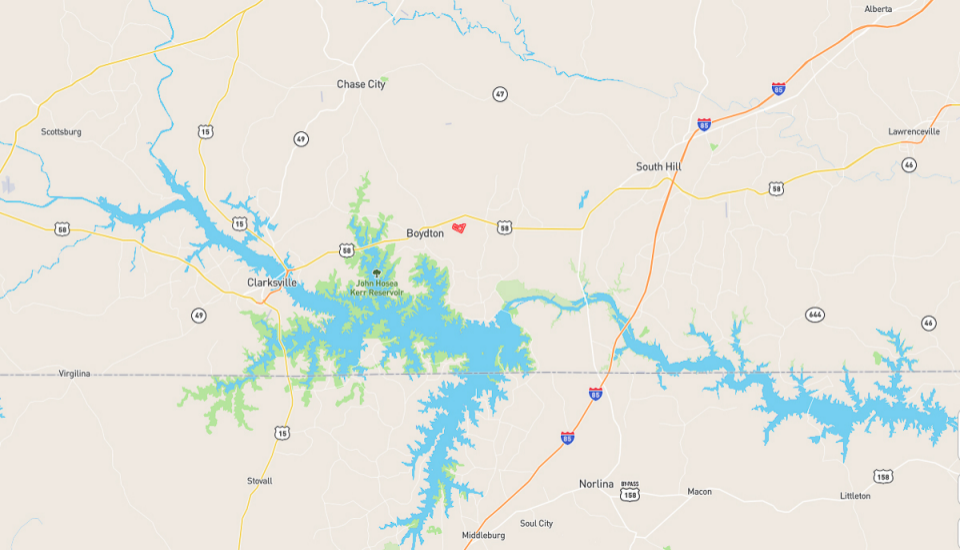 Alberta
Chase City
85
47
15
85
Scottsburg
49
Lawrenceville
South Hill
46
58
15
58
58
Boydton
58
Clarksville
John Hosea
Kerr Reservoir
49
644
46
Virgilina
85
15
85
158
Stovall
Norlina
BYPASS
158
Macon
Littleton
Soul City
Middleburg